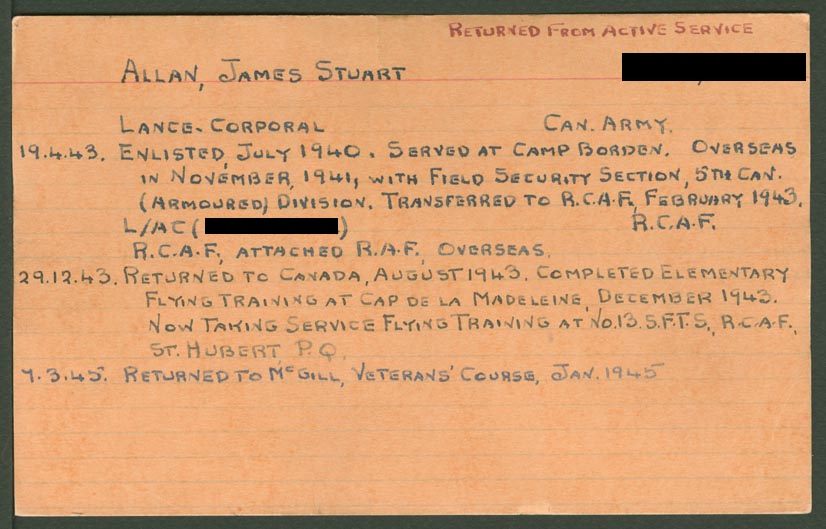 RETURNED FROM ACTIVE SERVICE
ALLAN, JAMES STUART
LANCE-CORPORAL CAN. ARMY.
19.4.43. ENLISTED, JULY 1940. SERVED AT CAMP BORDEN. OVERSEAS
IN NOVEMBER, 1941, WITH FIELD SECURITY SECTION, 5TH CAN.
(ARMOURED) DIVISION. TRANSFERRED TO R.C.A.F., FEBRUARY 1943.
L/AC ( ) R.C.A.F.
R.C.A.F., ATTACHED R.A.F., OVERSEAS.
29.12.43. RETURNED TO CANADA, AUGUST 1943. COMPLETED ELEMENTARY
FLYING TRAINING AT CAP DE LA MADELEINE, DECEMBER 1943.
NOW TAKING SERVICE FLYING TRAINING AT NO.13. S.F.T.S., R.C.A.F.,
ST. HUBERT, P.Q.
7.3.45. RETURNED TO MCGILL, VETERANS' COURSE, JAN. 1945